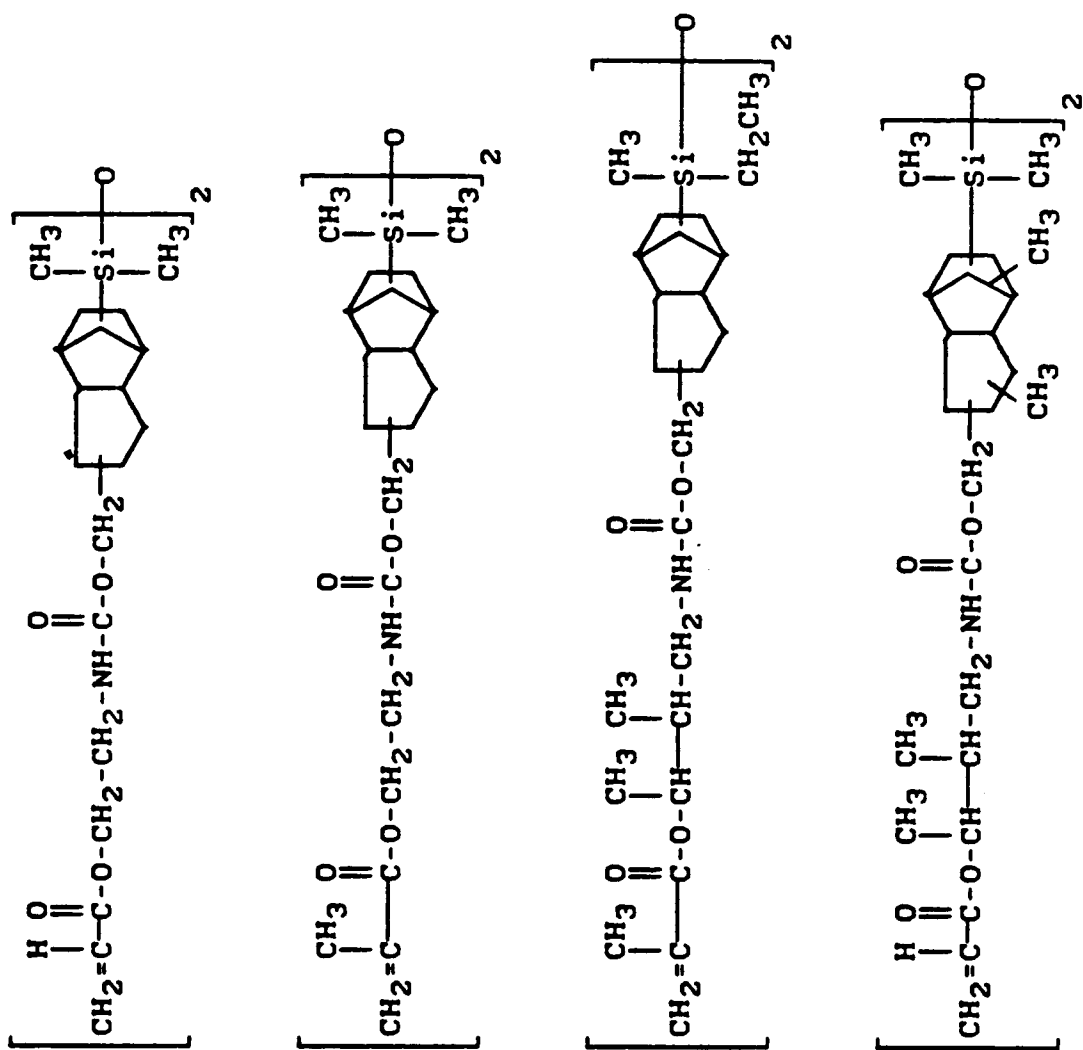 H O O CH3
[CH2=C-C-O-CH2-CH2-NH-C-O-CH2 Si O
CH3 ]2
CH3 O O CH3
[CH2=C-C-O-CH2-CH2-NH-C-O-CH2 Si O
CH3 ]2
CH3 O CH3 CH3 O CH3
[CH2=C-C-O-CH-CH-CH2-NH-C-O-CH2 Si O
CH2CH3 ]2
H O CH3 CH3 O CH3
[CH2=C-C-O-CH-CH-CH2-NH-C-O-CH2 Si O
CH3 CH3 CH3 ]2